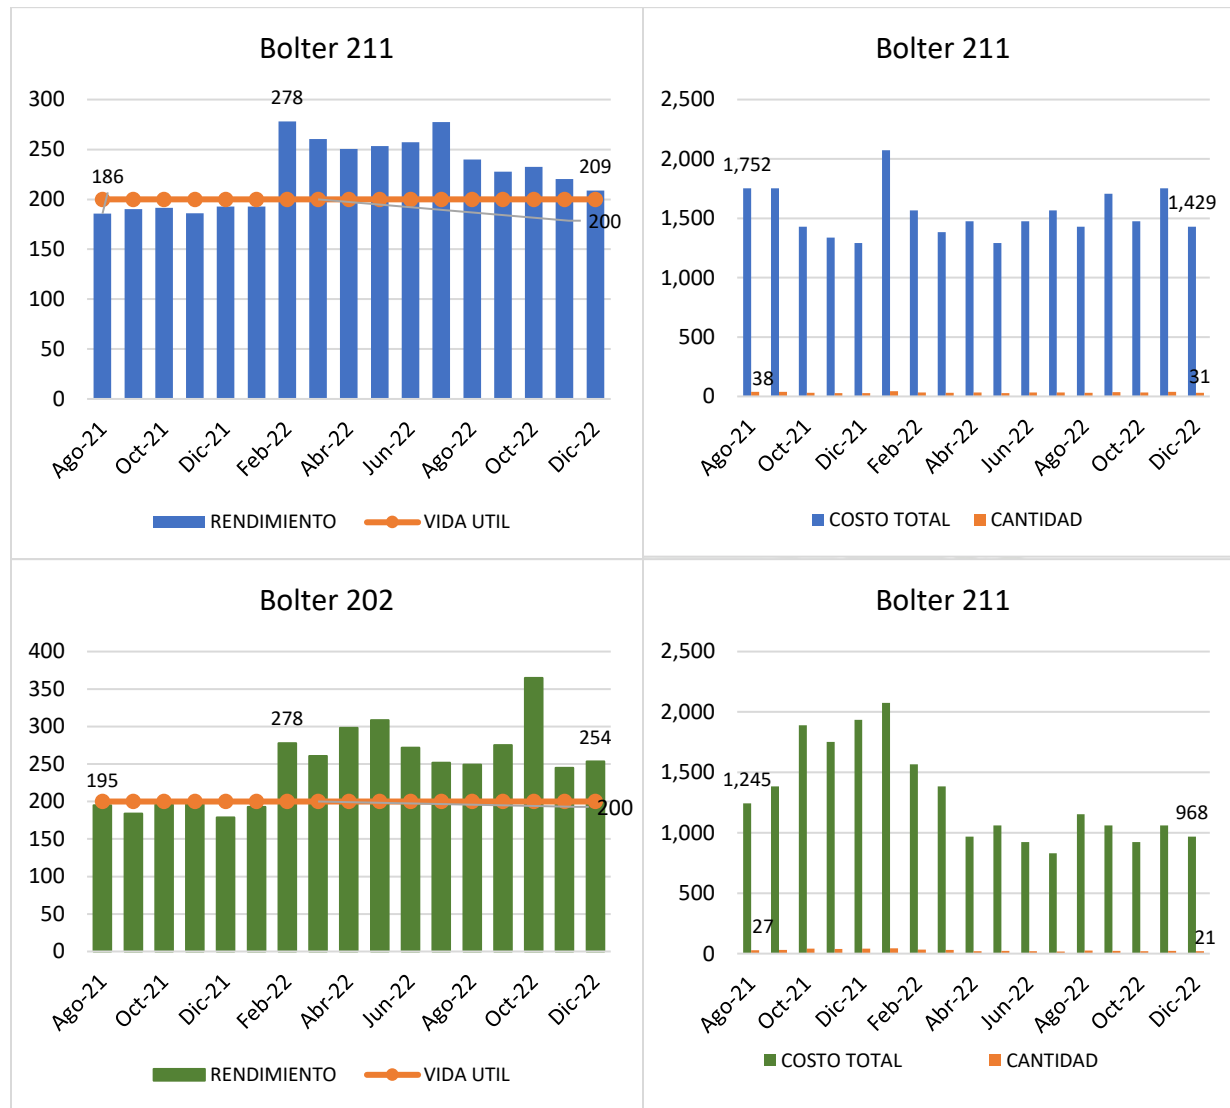 Bolter 211
300
250
200
150
100
50
0
186
278
209
200
Ago-21
Oct-21
Dic-21
Feb-22
Abr-22
Jun-22
Ago-22
Oct-22
Dic-22
RENDIMIENTO
VIDA UTIL
Bolter 211
2,500
2,000
1,500
1,000
500
0
1,752
38
1,429
31
Ago-21
Oct-21
Dic-21
Feb-22
Abr-22
Jun-22
Ago-22
Oct-22
Dic-22
COSTO TOTAL
CANTIDAD
Bolter 202
400
350
300
250
200
150
100
50
0
195
278
254
200
Ago-21
Oct-21
Dic-21
Feb-22
Abr-22
Jun-22
Ago-22
Oct-22
Dic-22
RENDIMIENTO
VIDA UTIL
Bolter 211
2,500
2,000
1,500
1,000
500
0
1,245
27
968
21
Ago-21
Oct-21
Dic-21
Feb-22
Abr-22
Jun-22
Ago-22
Oct-22
Dic-22
COSTO TOTAL
CANTIDAD